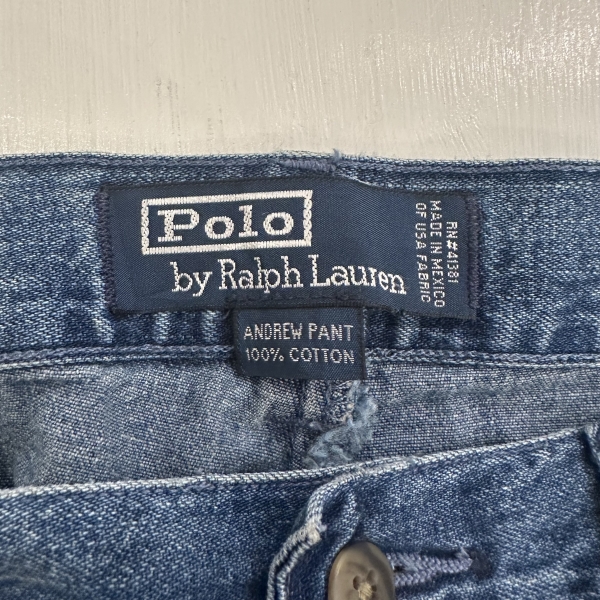 Polo
by Ralph Lauren
RN#41381
MADE IN MEXICO
OF USA FABRIC
ANDREW PANT
100% COTTON